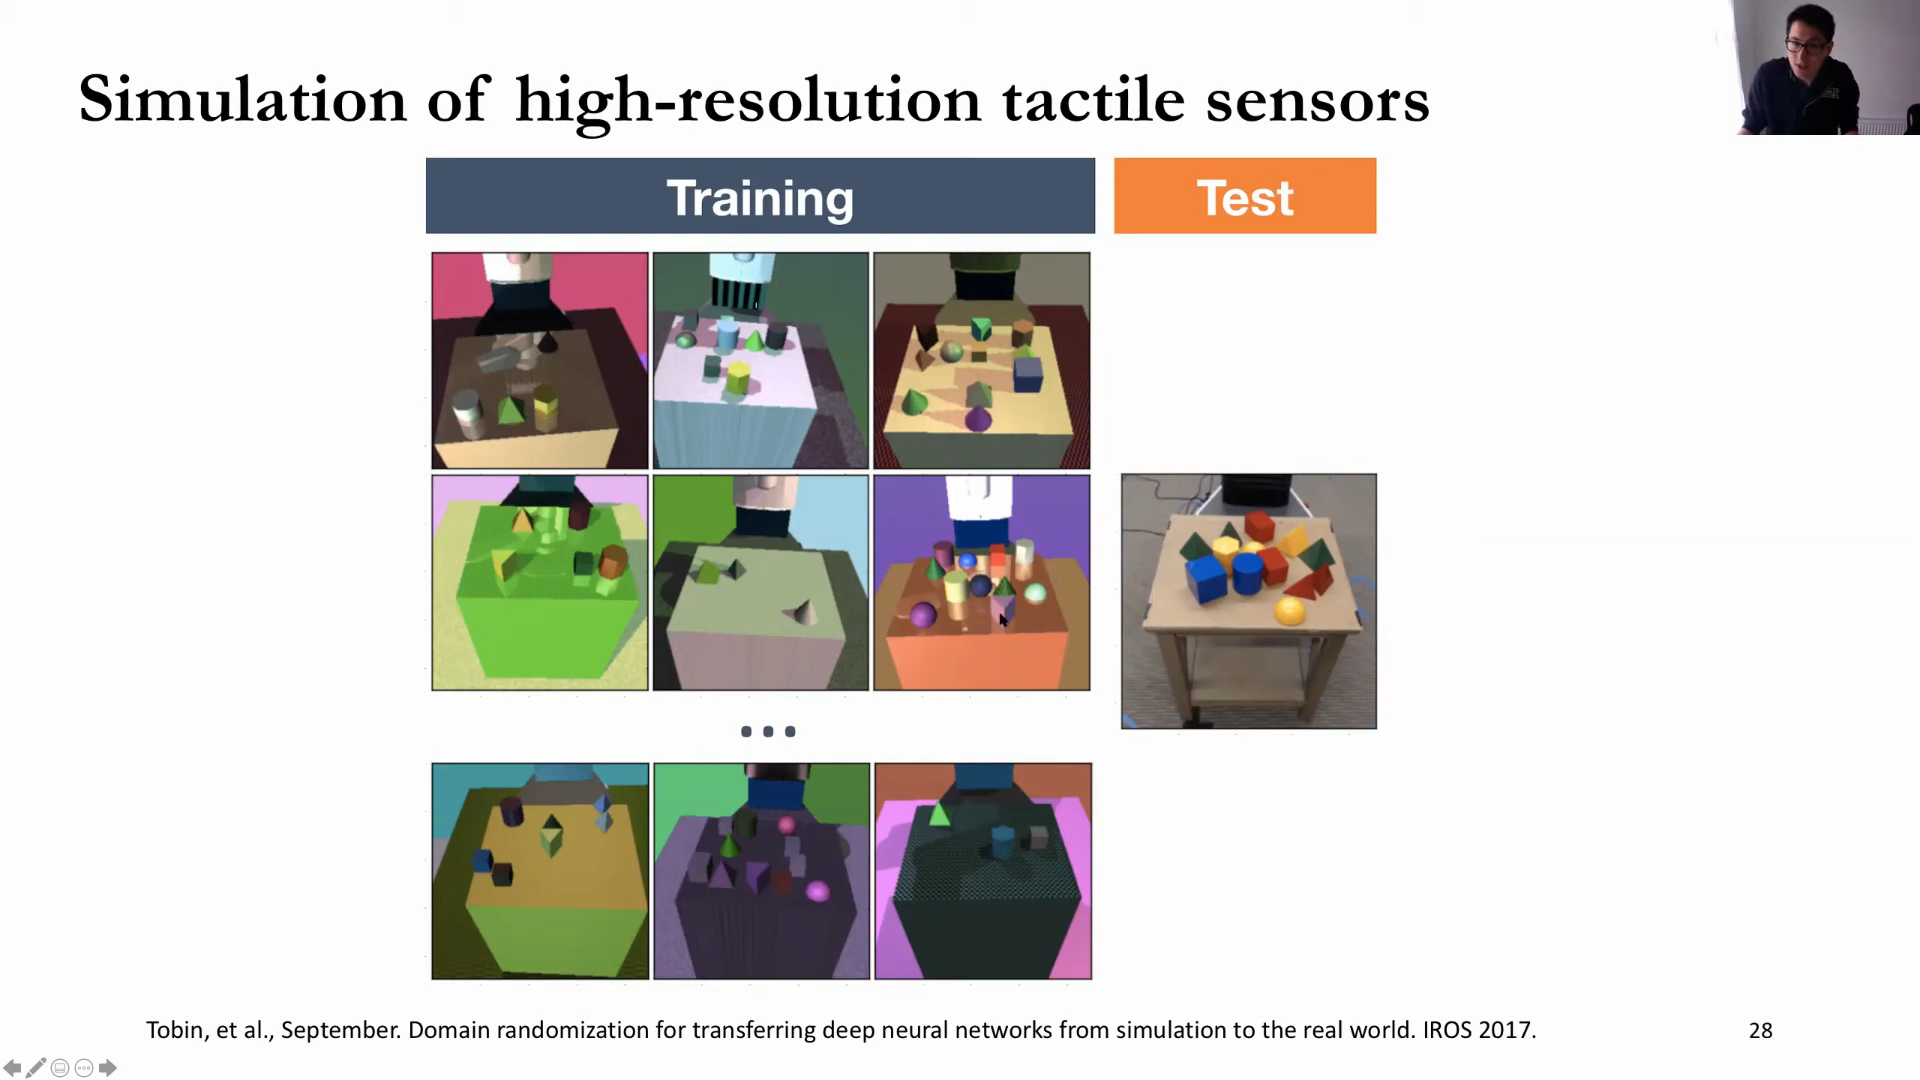 Simulation of high-resolution tactile sensors
Training
Test
...
Tobin, et al., September. Domain randomization for transferring deep neural networks from simulation to the real world. IROS 2017.
28